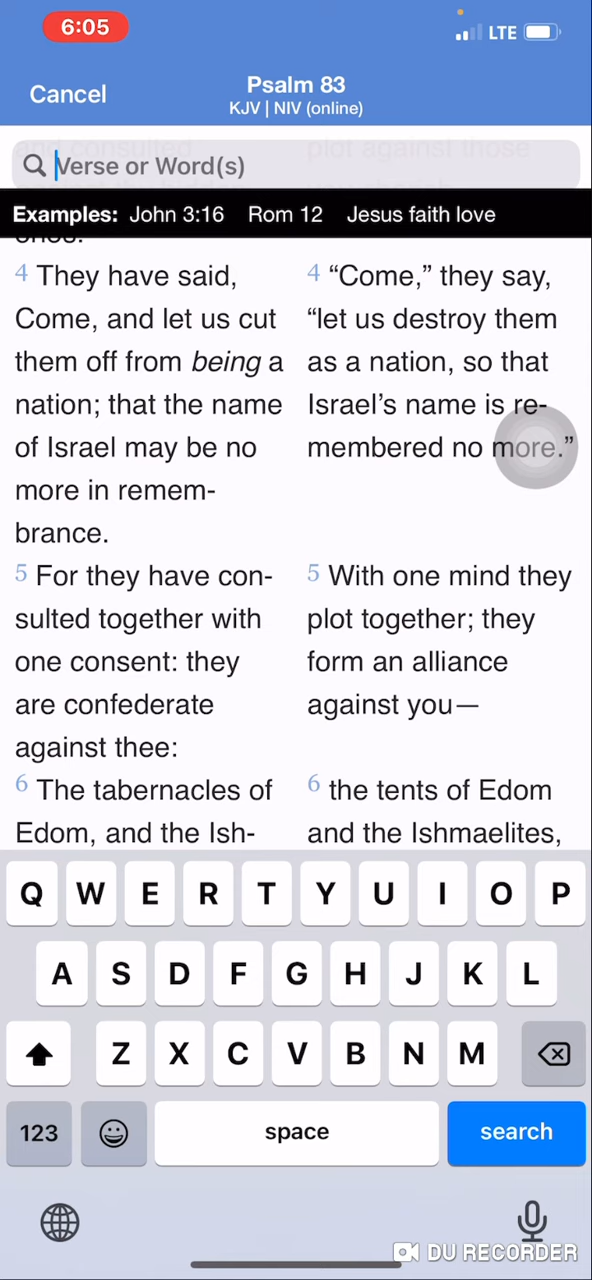 6:05
LTE
Cancel
Psalm 83
KJV | NIV (online)
and consulted
plot against those
Verse or Word(s)
Examples: John 3:16 Rom 12 Jesus faith love
ones.
4 They have said,
Come, and let us cut
them off from being a
nation; that the name
of Israel may be no
more in remem-
brance.
5 For they have con-
sulted together with
one consent: they
are confederate
against thee:
6 The tabernacles of
Edom, and the Ish-
4 “Come,” they say,
“let us destroy them
as a nation, so that
Israel’s name is re-
membered no more.”
5 With one mind they
plot together; they
form an alliance
against you—
6 the tents of Edom
and the Ishmaelites,
Q W E R T Y U I O P
A S D F G H J K L
Z X C V B N M
123 space search
DU RECORDER